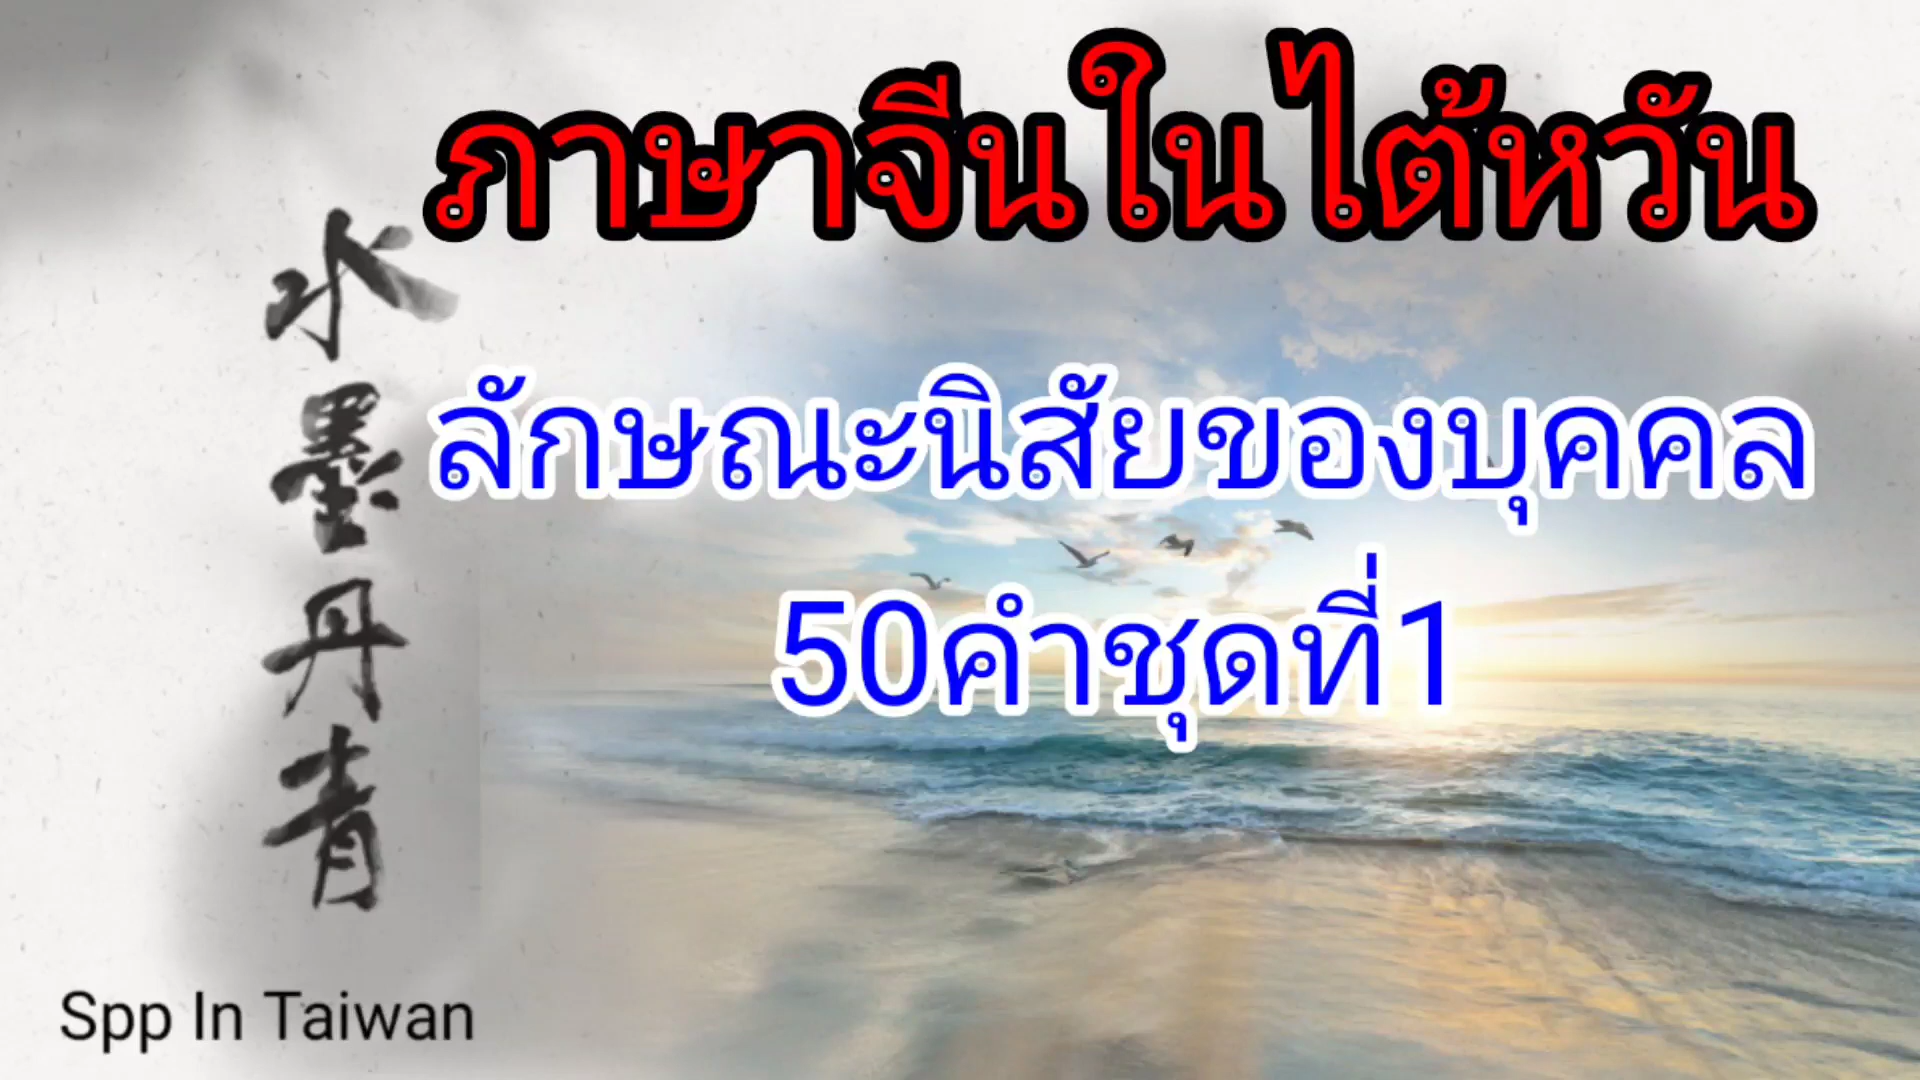 ภาษาจีนในไต้หวัน
水墨丹青
ลักษณะนิสัยของบุคคล
50คำชุดที่1
Spp In Taiwan